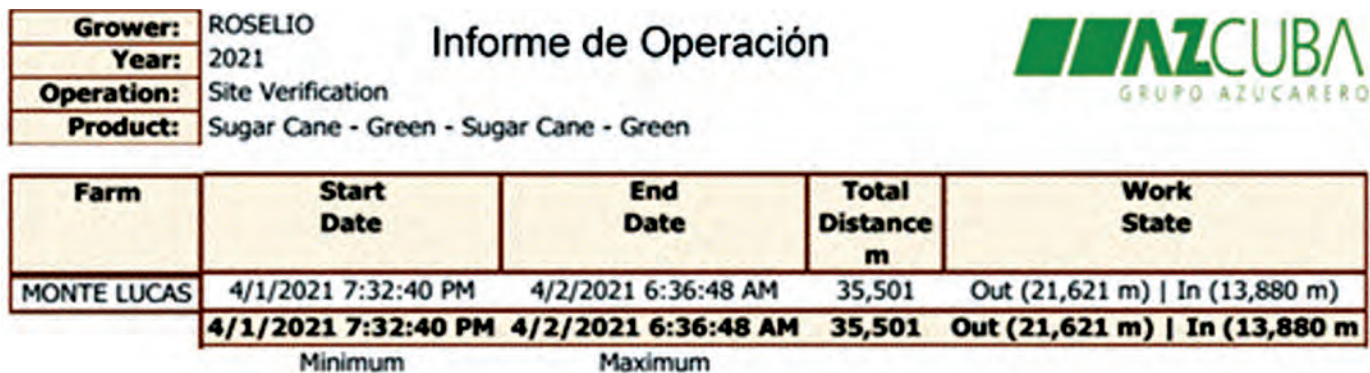 Grower: ROSELIO
Informe de Operación
AZCUBA
GRUPO AZUCARERO
Year: 2021
Operation: Site Verification
Product: Sugar Cane - Green - Sugar Cane - Green
Farm Start Date End Date Total Distance m Work State
MONTE LUCAS 4/1/2021 7:32:40 PM 4/2/2021 6:36:48 AM 35,501 Out (21,621 m) | In (13,880 m)
4/1/2021 7:32:40 PM 4/2/2021 6:36:48 AM 35,501 Out (21,621 m) | In (13,880 m
Minimum Maximum